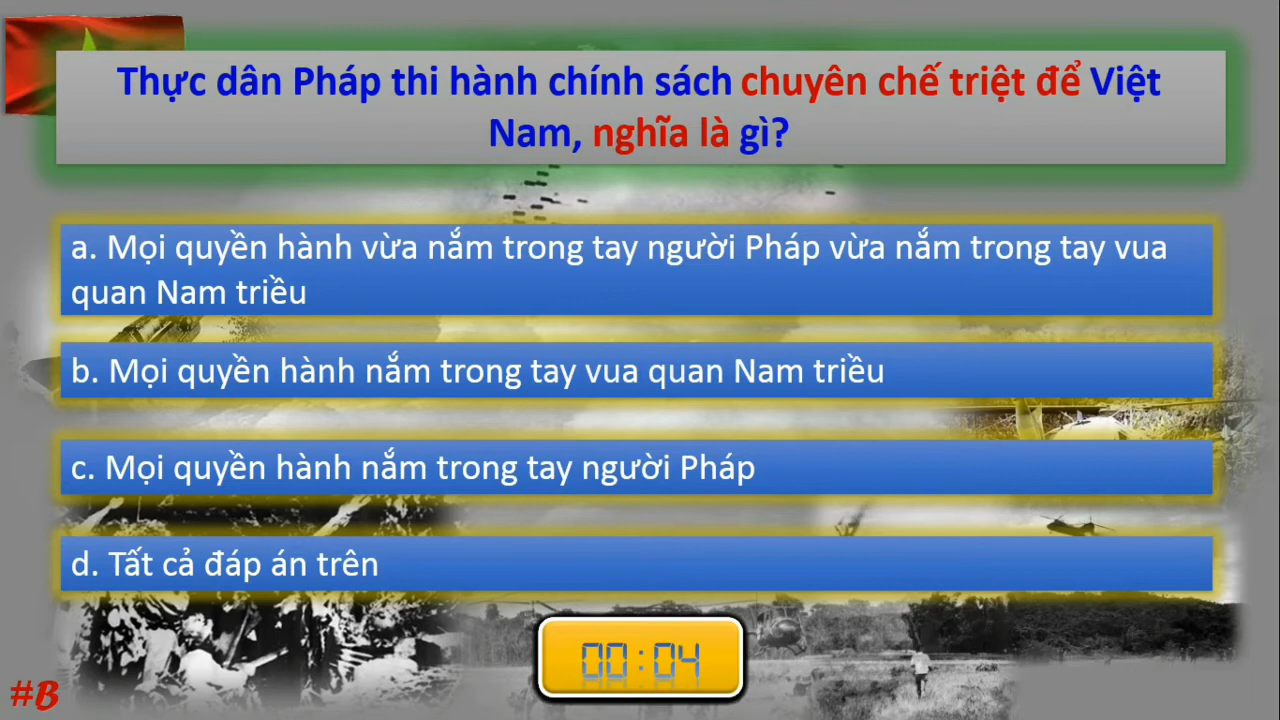 Thực dân Pháp thi hành chính sách chuyên chế triệt để Việt
Nam, nghĩa là gì?
a. Mọi quyền hành vừa nắm trong tay người Pháp vừa nắm trong tay vua
quan Nam triều
b. Mọi quyền hành nắm trong tay vua quan Nam triều
c. Mọi quyền hành nắm trong tay người Pháp
d. Tất cả đáp án trên
00:04
#B